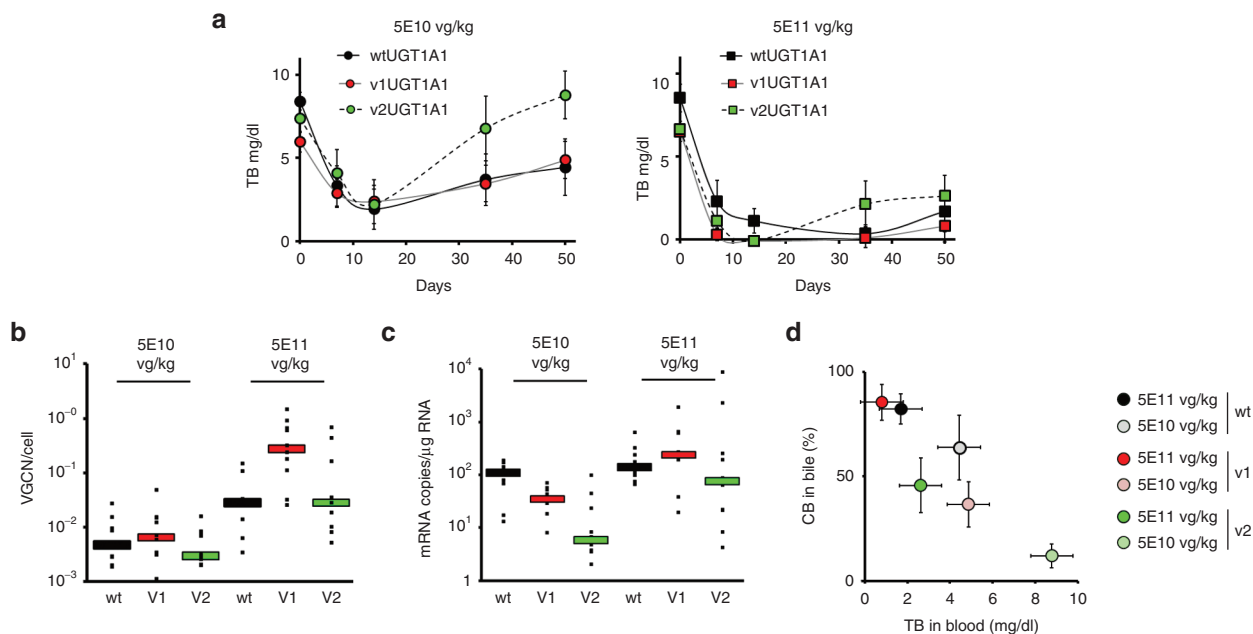 a
5E10 vg/kg
wtUGT1A1
v1UGT1A1
v2UGT1A1
10
5
0
TB mg/dl
0 10 20 30 40 50
Days
5E11 vg/kg
wtUGT1A1
v1UGT1A1
v2UGT1A1
10
5
0
TB mg/dl
0 10 20 30 40 50
Days
b
5E10 vg/kg
5E11 vg/kg
10¹
10⁻⁰
10⁻¹
10⁻²
10⁻³
VGCN/cell
wt V1 V2 wt V1 V2
c
5E10 vg/kg
5E11 vg/kg
10⁴
10³
10²
10¹
1
mRNA copies/μg RNA
wt V1 V2 wt V1 V2
d
100
50
0
CB in bile (%)
0 2 4 6 8 10
TB in blood (mg/dl)
5E11 vg/kg
5E10 vg/kg
wt
5E11 vg/kg
5E10 vg/kg
v1
5E11 vg/kg
5E10 vg/kg
v2